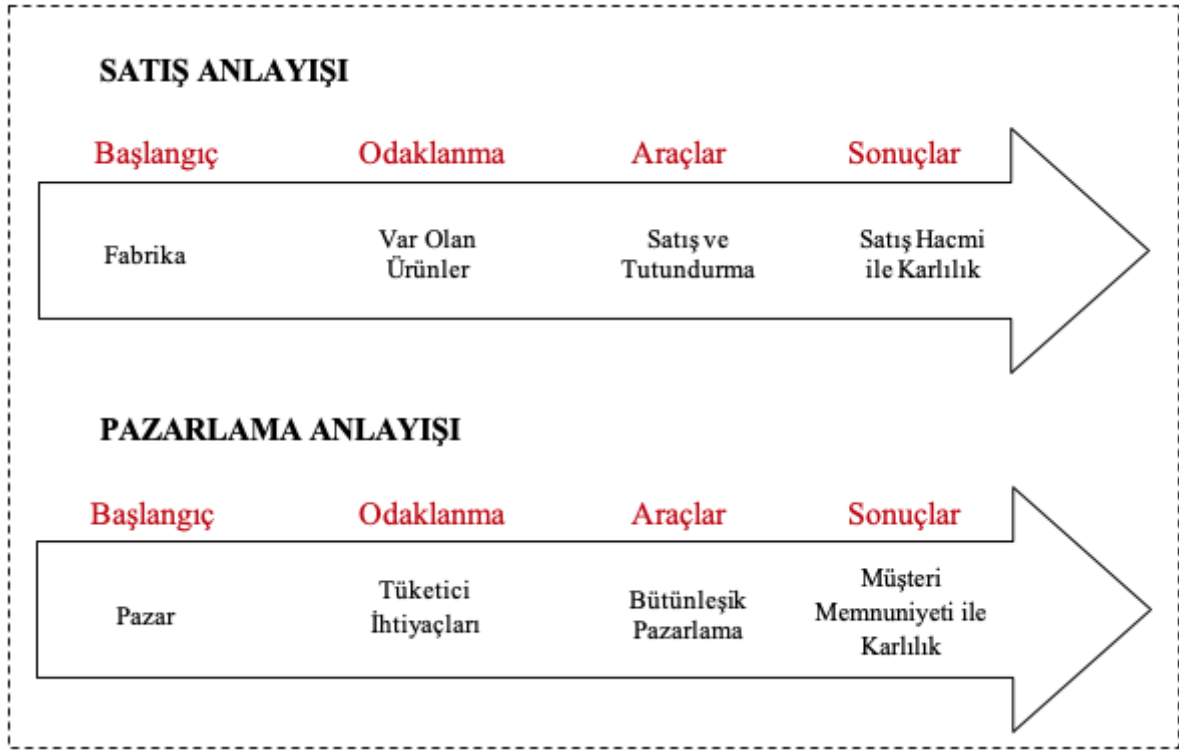 SATIŞ ANLAYIŞI
Başlangıç Odaklanma Araçlar Sonuçlar
Fabrika
Var Olan
Ürünler
Satış ve
Tutundurma
Satış Hacmi
ile Karlılık
PAZARLAMA ANLAYIŞI
Başlangıç Odaklanma Araçlar Sonuçlar
Pazar
Tüketici
İhtiyaçları
Bütünleşik
Pazarlama
Müşteri
Memnuniyeti ile
Karlılık